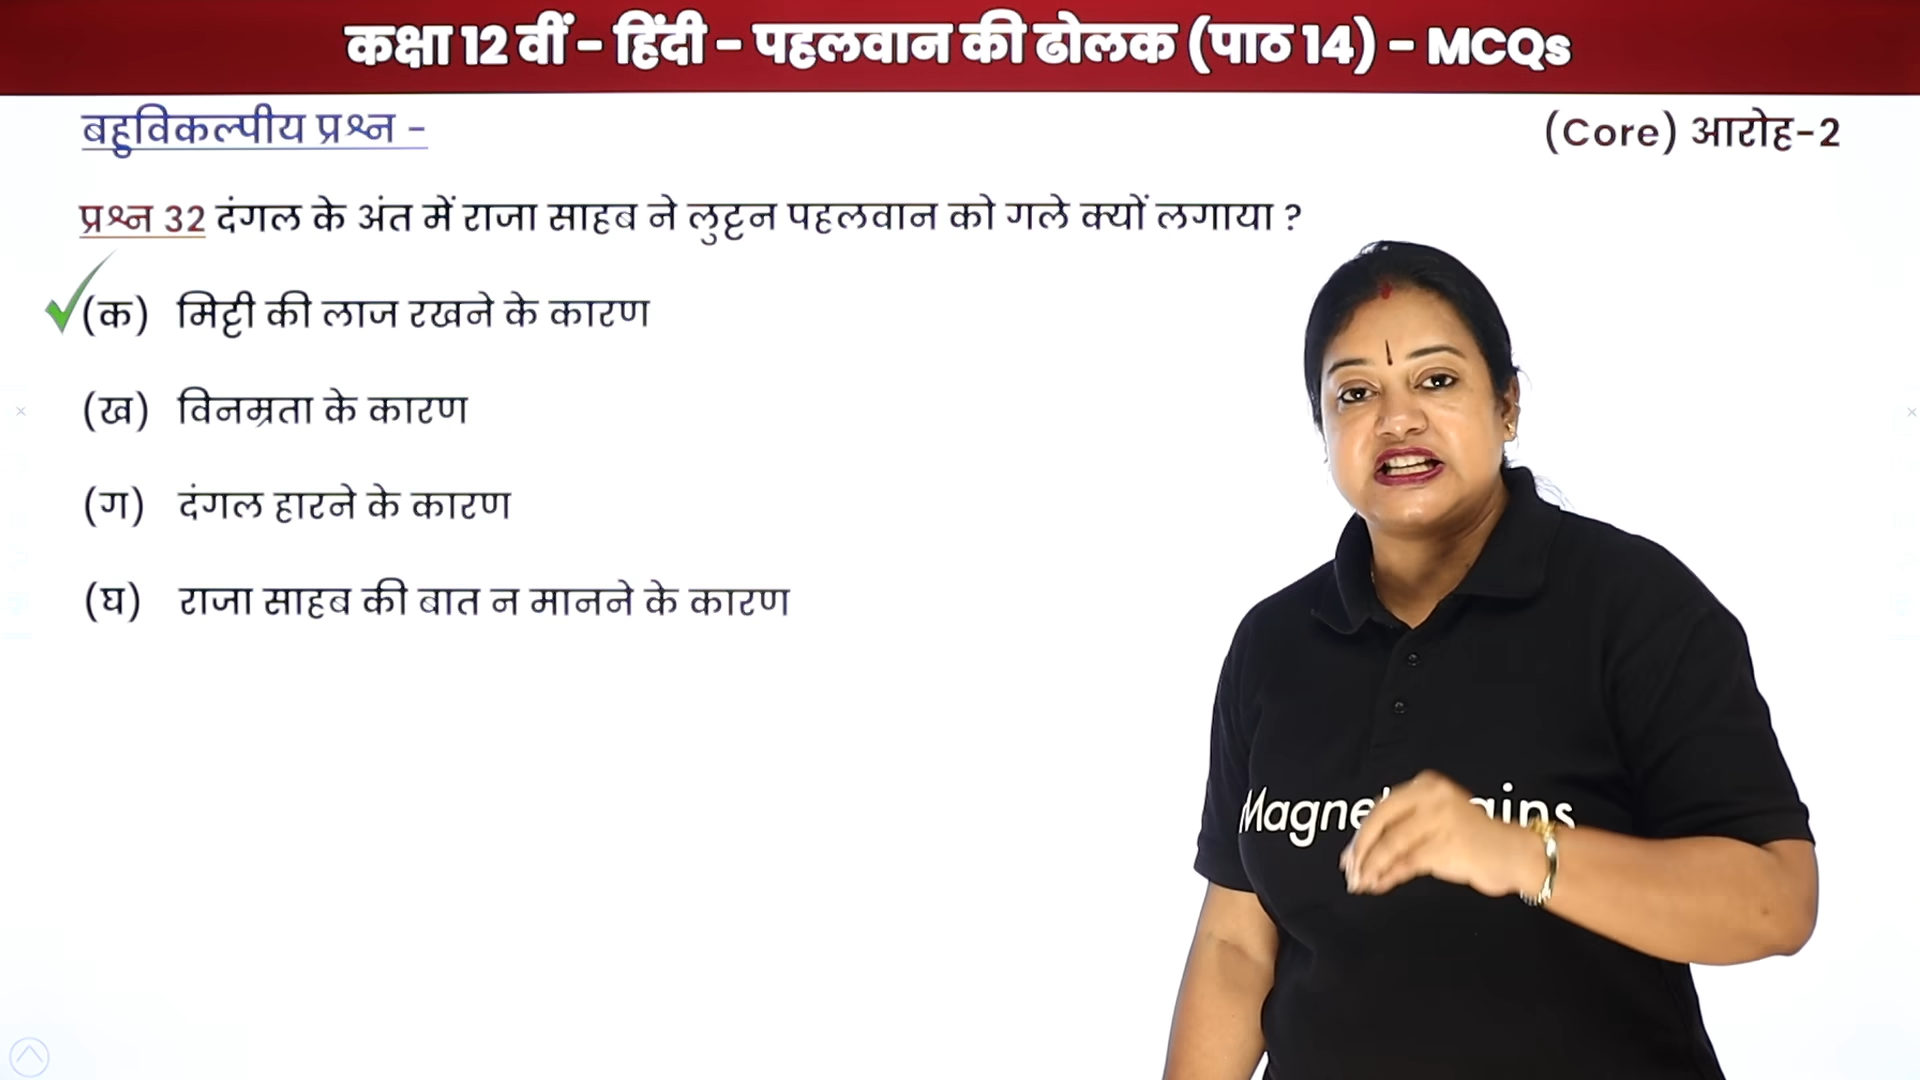 कक्षा 12 वीं - हिंदी - पहलवान की ढोलक (पाठ 14) - MCQs
बहुविकल्पीय प्रश्न -
(Core) आरोह-2
प्रश्न 32 दंगल के अंत में राजा साहब ने लुट्टन पहलवान को गले क्यों लगाया ?
(क) मिट्टी की लाज रखने के कारण
(ख) विनम्रता के कारण
(ग) दंगल हारने के कारण
(घ) राजा साहब की बात न मानने के कारण